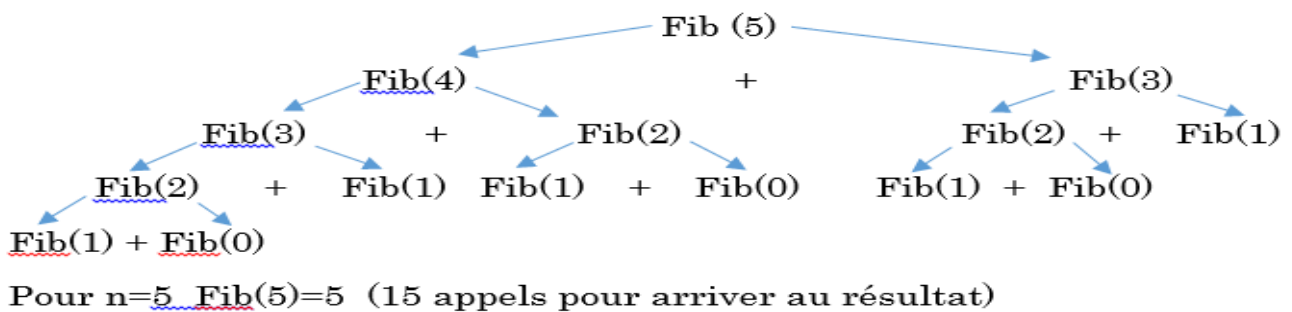 Fib (5)
Fib(4) + Fib(3)
Fib(3) + Fib(2) Fib(2) + Fib(1)
Fib(2) + Fib(1) Fib(1) + Fib(0) Fib(1) + Fib(0)
Fib(1) + Fib(0)
Pour n=5 Fib(5)=5 (15 appels pour arriver au résultat)